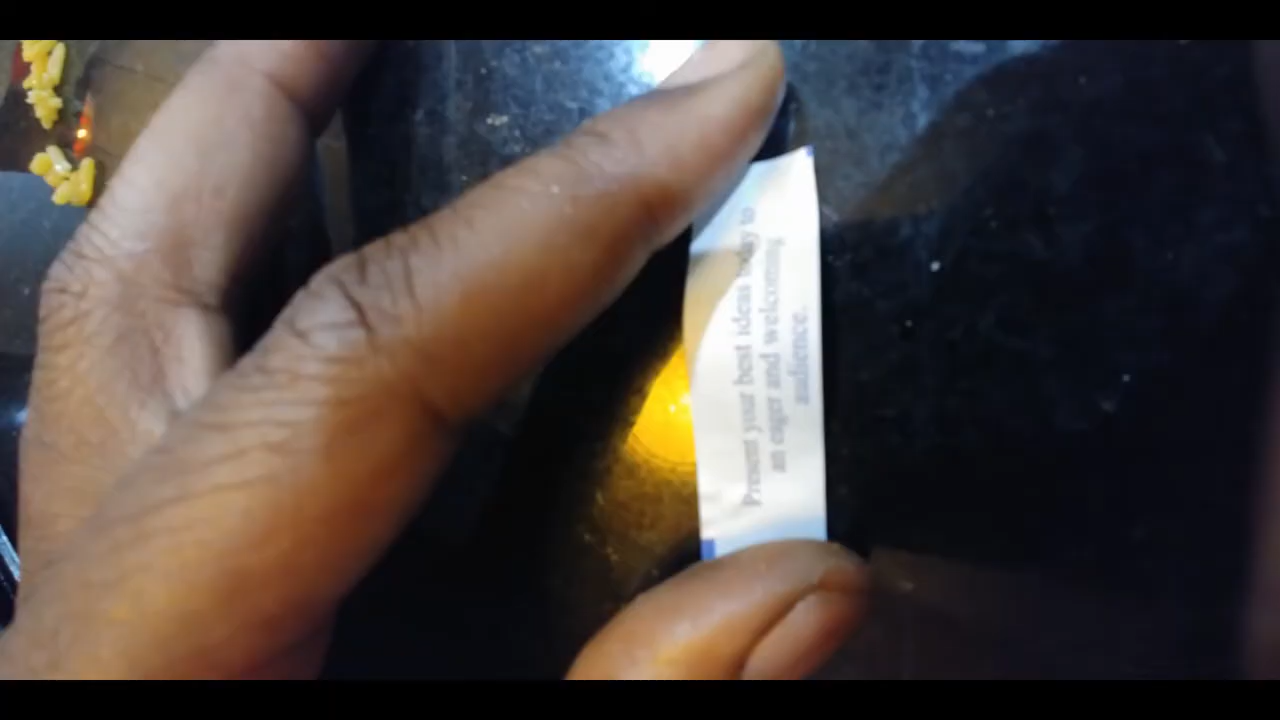 Present your best ideas today to
an eager and welcoming
audience.